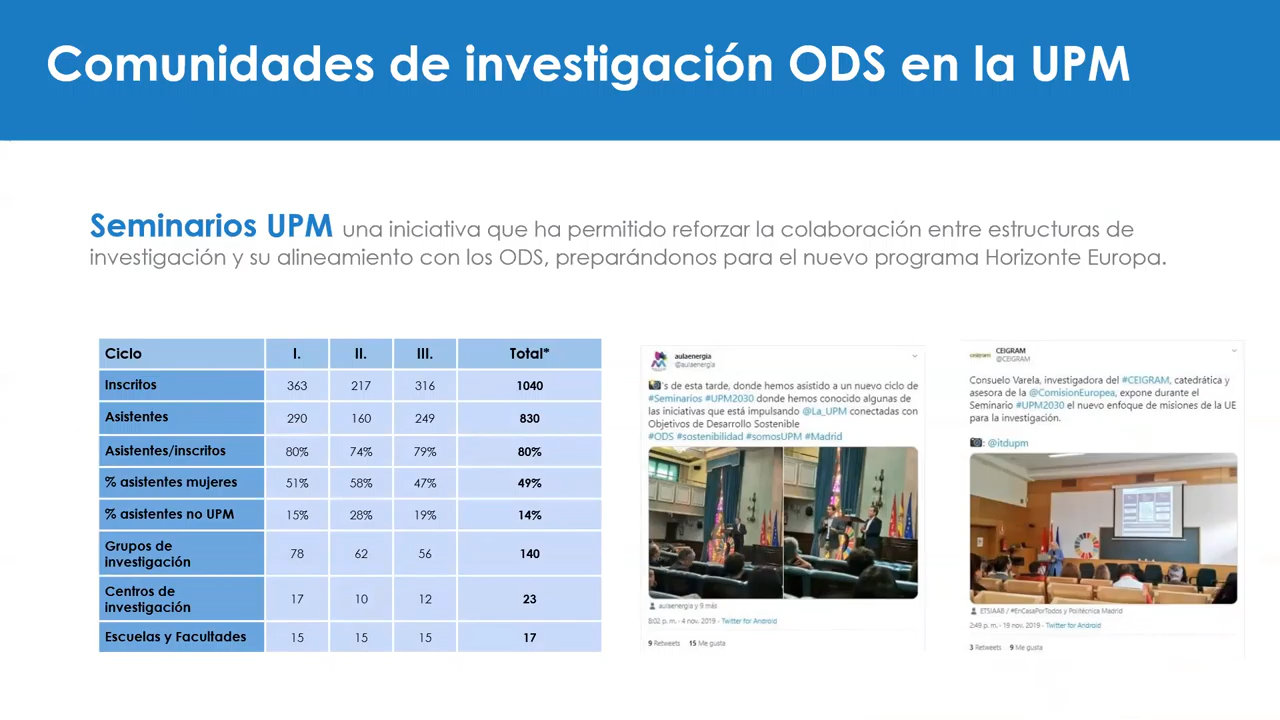 Comunidades de investigación ODS en la UPM
Seminarios UPM una iniciativa que ha permitido reforzar la colaboración entre estructuras de
investigación y su alineamiento con los ODS, preparándonos para el nuevo programa Horizonte Europa.
Ciclo I. II. III. Total*
Inscritos 363 217 316 1040
Asistentes 290 160 249 830
Asistentes/inscritos 80% 74% 79% 80%
% asistentes mujeres 51% 58% 47% 49%
% asistentes no UPM 15% 28% 19% 14%
Grupos de
investigación 78 62 56 140
Centros de
investigación 17 10 12 23
Escuelas y Facultades 15 15 15 17
aulaenergia
@aulaenergia
📷's de esta tarde, donde hemos asistido a un nuevo ciclo de
#Seminarios #UPM2030 donde hemos conocido algunas de
las iniciativas que está impulsando @La_UPM conectadas con
Objetivos de Desarrollo Sostenible
#ODS #sostenibilidad #somosUPM #Madrid
aulaenergia y 9 más
8:02 p. m. · 4 nov. 2019 · Twitter for Android
9 Retweets 15 Me gusta
ceigram
CEIGRAM
@CEIGRAM
Consuelo Varela, investigadora del #CEIGRAM, catedrática y
asesora de la @ComisionEuropea, expone durante el
Seminario #UPM2030 el nuevo enfoque de misiones de la UE
para la investigación.
📷: @itdupm
ETSIAAB / #EnCasaPorTodos y Politécnica Madrid
2:49 p. m. · 19 nov. 2019 · Twitter for Android
3 Retweets 9 Me gusta